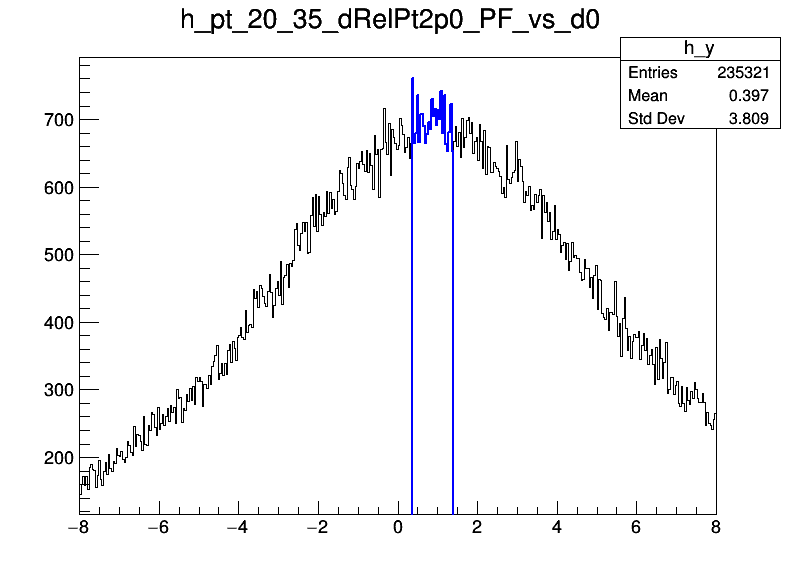 h_pt_20_35_dRelPt2p0_PF_vs_d0
h_y
Entries 235321
Mean 0.397
Std Dev 3.809
700
600
500
400
300
200
−8 −6 −4 −2 0 2 4 6 8